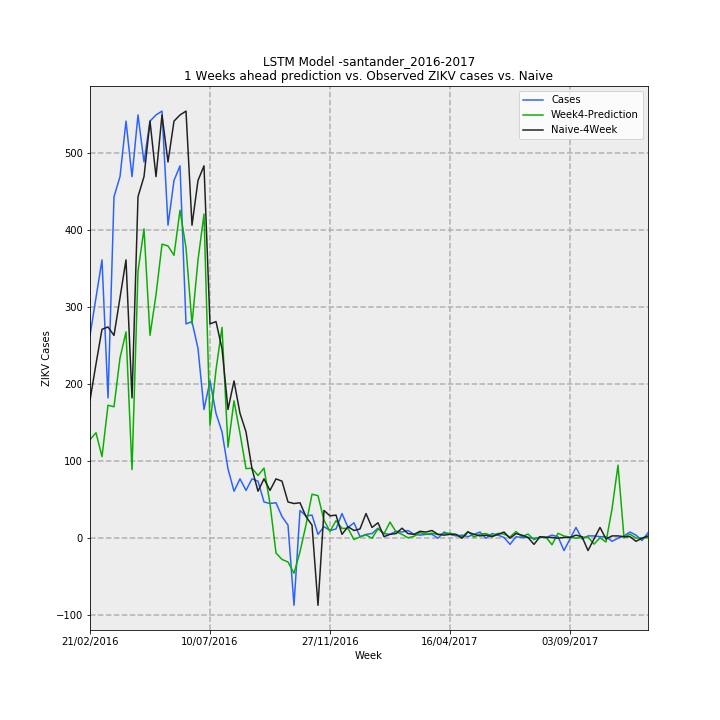 LSTM Model -santander_2016-2017
1 Weeks ahead prediction vs. Observed ZIKV cases vs. Naive
Cases
Week4-Prediction
Naive-4Week
500
400
300
200
100
0
−100
ZIKV Cases
21/02/2016
10/07/2016
27/11/2016
16/04/2017
03/09/2017
Week